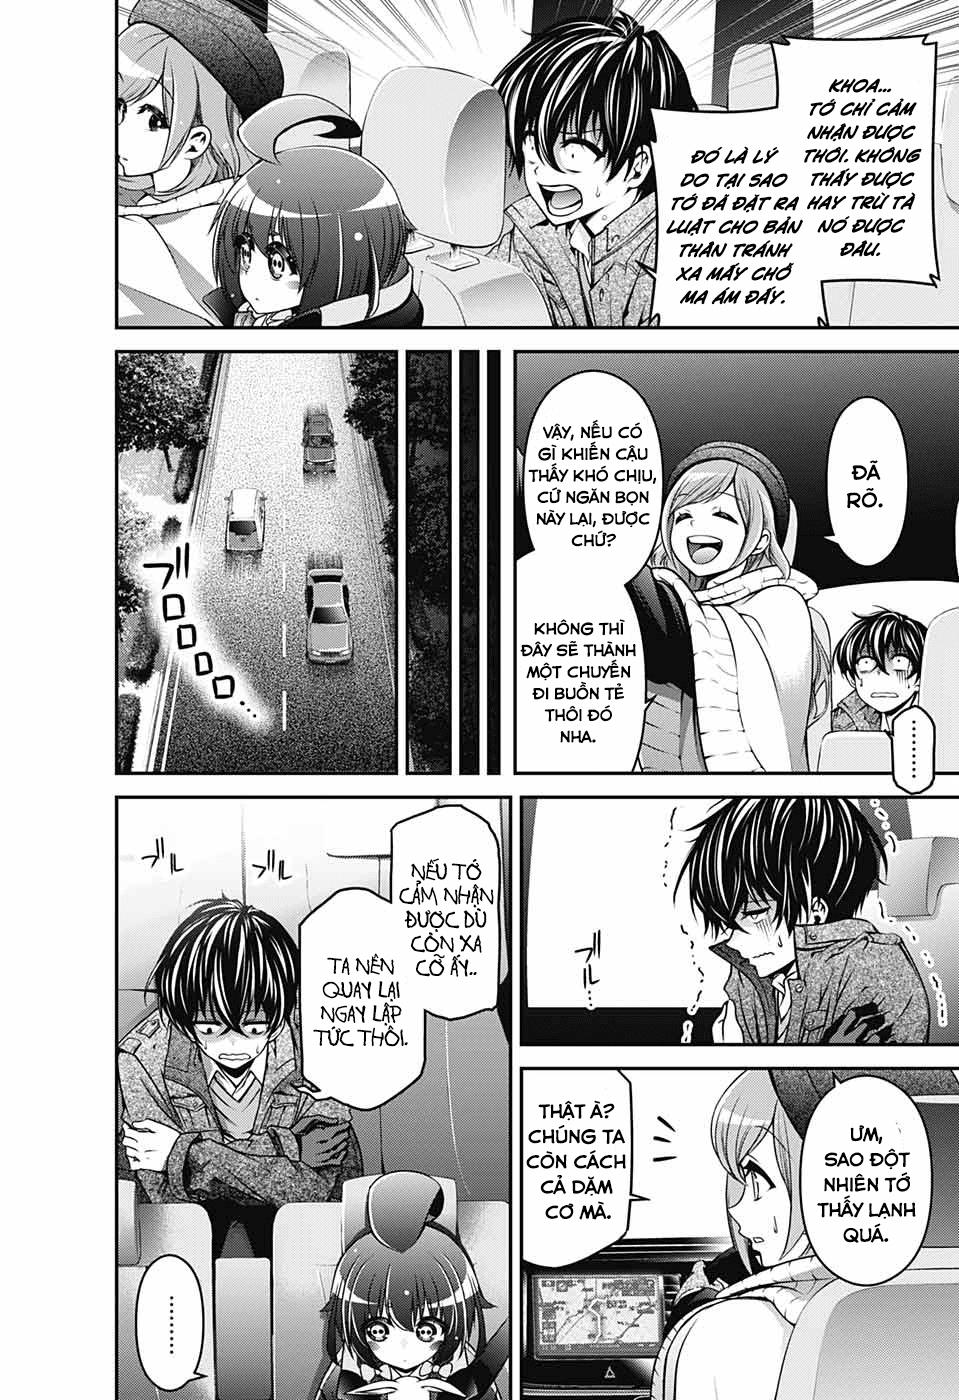 KHOA...
TỚ CHỈ CẢM
NHẬN ĐƯỢC
THÔI. KHÔNG
THẤY ĐƯỢC
HAY TRỪ TÀ
NÓ ĐƯỢC
ĐÂU.
ĐÓ LÀ LÝ
DO TẠI SAO
TỚ ĐÃ ĐẶT RA
LUẬT CHO BẢN
THÂN TRÁNH
XA MẤY CHỖ
MA ÁM ĐẤY.
ĐÃ
RÕ.
VẬY, NẾU CÓ
GÌ KHIẾN CẬU
THẤY KHÓ CHỊU,
CỨ NGĂN BỌN
NÀY LẠI, ĐƯỢC
CHỨ?
KHÔNG THÌ
ĐÂY SẼ THÀNH
MỘT CHUYẾN
ĐI BUỒN TẺ
THÔI ĐÓ
NHA.
.......
ブロロロ...
ブル
ブル
NẾU TỚ
CẢM NHẬN
ĐƯỢC DÙ
CÒN XA
CỠ ẤY..
TA NÊN
QUAY LẠI
NGAY LẬP
TỨC THÔI.
ƯM,
SAO ĐỘT
NHIÊN TỚ
THẤY LẠNH
QUÁ.
THẬT À?
CHÚNG TA
CÒN CÁCH
CẢ DẶM
CƠ MÀ.
.......